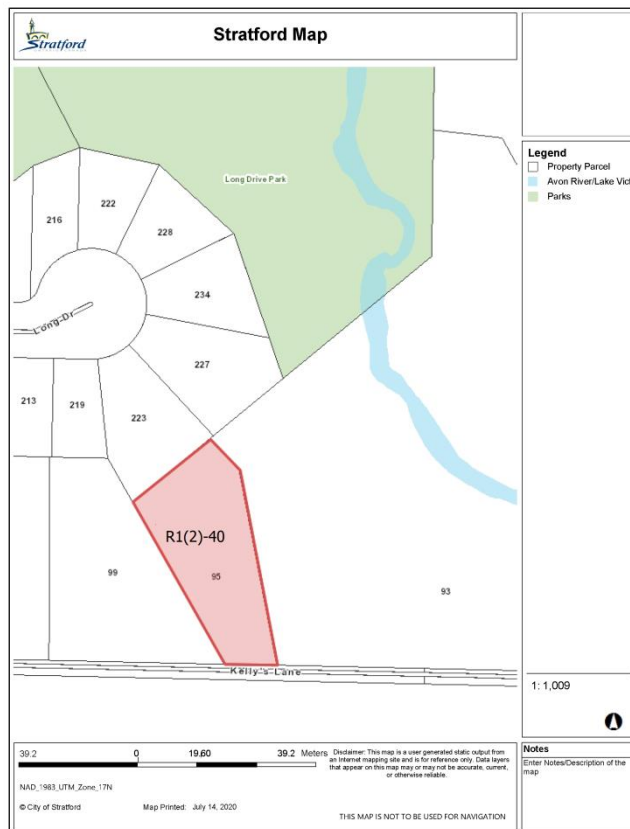 Stratford
Stratford Map
Long Drive Park
216
222
228
234
227
Long Dr
213
219
223
R1(2)-40
99
95
93
Kelly's Lane
Legend
Property Parcel
Avon River/Lake Vict
Parks
1: 1,009
39.2
0
19.60
39.2 Meters
NAD_1983_UTM_Zone_17N
© City of Stratford
Map Printed: July 14, 2020
Disclaimer: This map is a user generated static output from
an Internet mapping site and is for reference only. Data layers
that appear on this map may or may not be accurate, current,
or otherwise reliable.
THIS MAP IS NOT TO BE USED FOR NAVIGATION
Notes
Enter Notes/Description of the
map